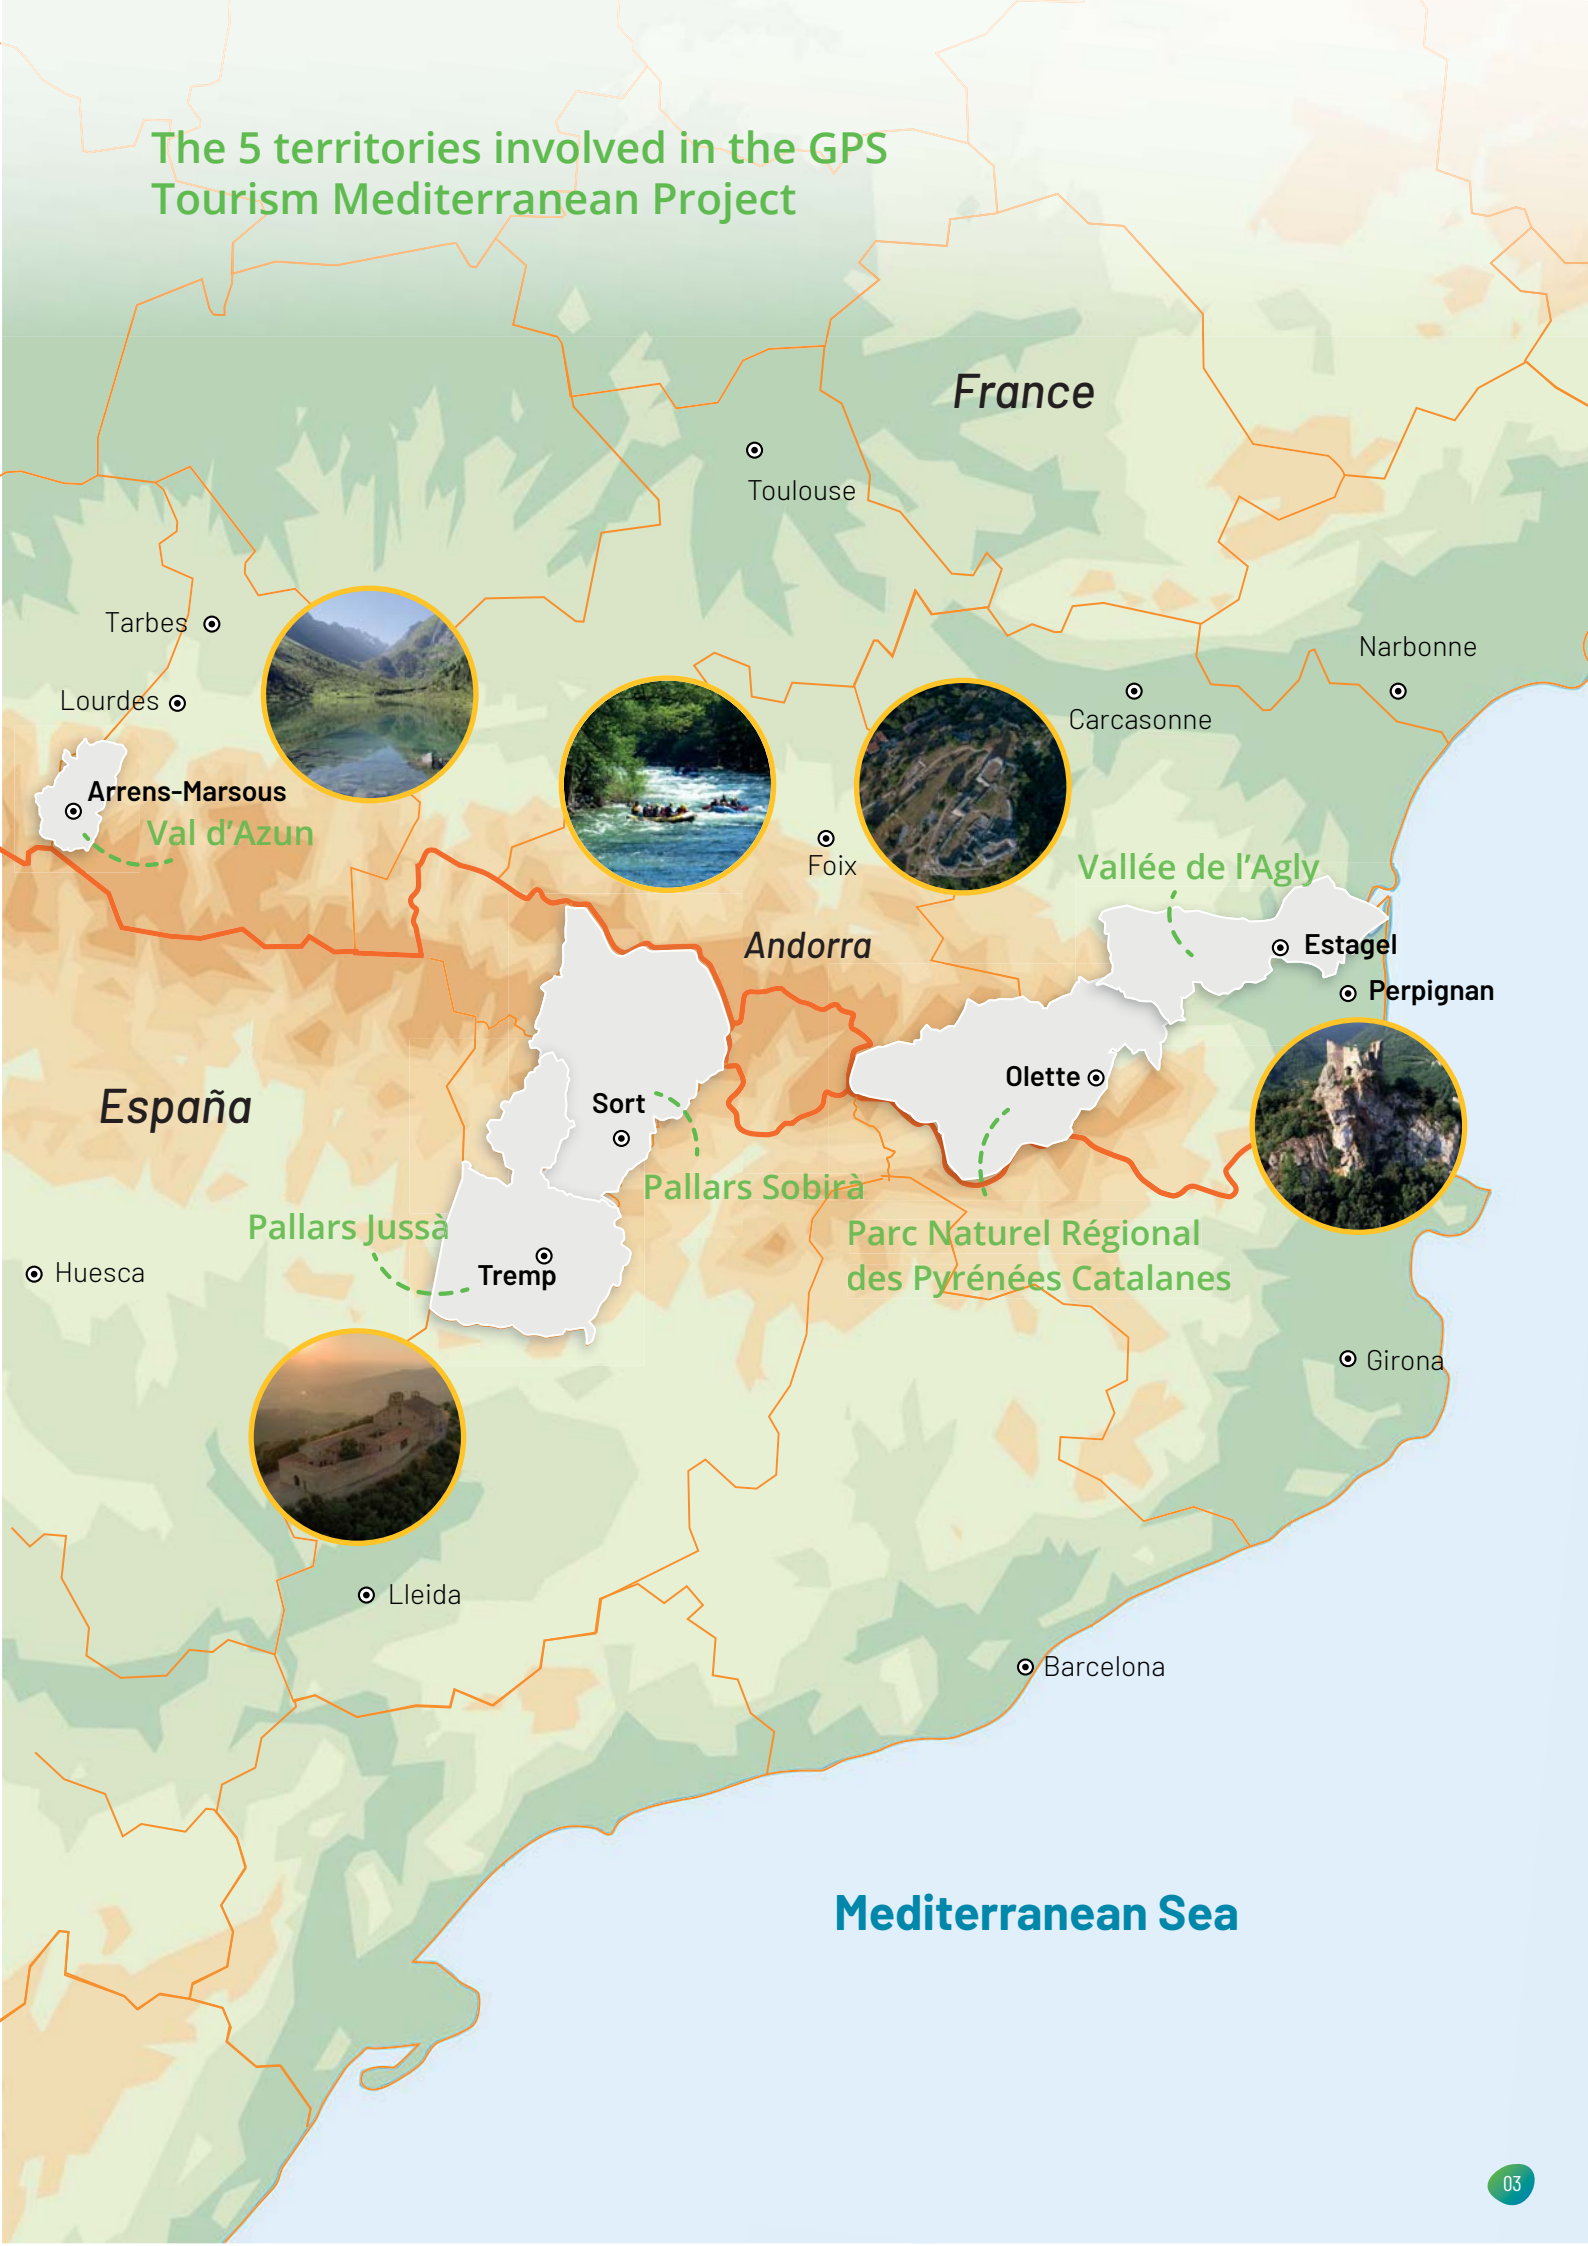 The 5 territories involved in the GPS
Tourism Mediterranean Project
France
Toulouse
Tarbes
Narbonne
Lourdes
Carcasonne
Arrens-Marsous
Val d'Azun
Foix
Vallée de l'Agly
Andorra
Estagel
Perpignan
Olette
España
Sort
Pallars Sobirà
Pallars Jussà
Parc Naturel Régional
des Pyrénées Catalanes
Huesca
Tremp
Girona
Lleida
Barcelona
Mediterranean Sea
03